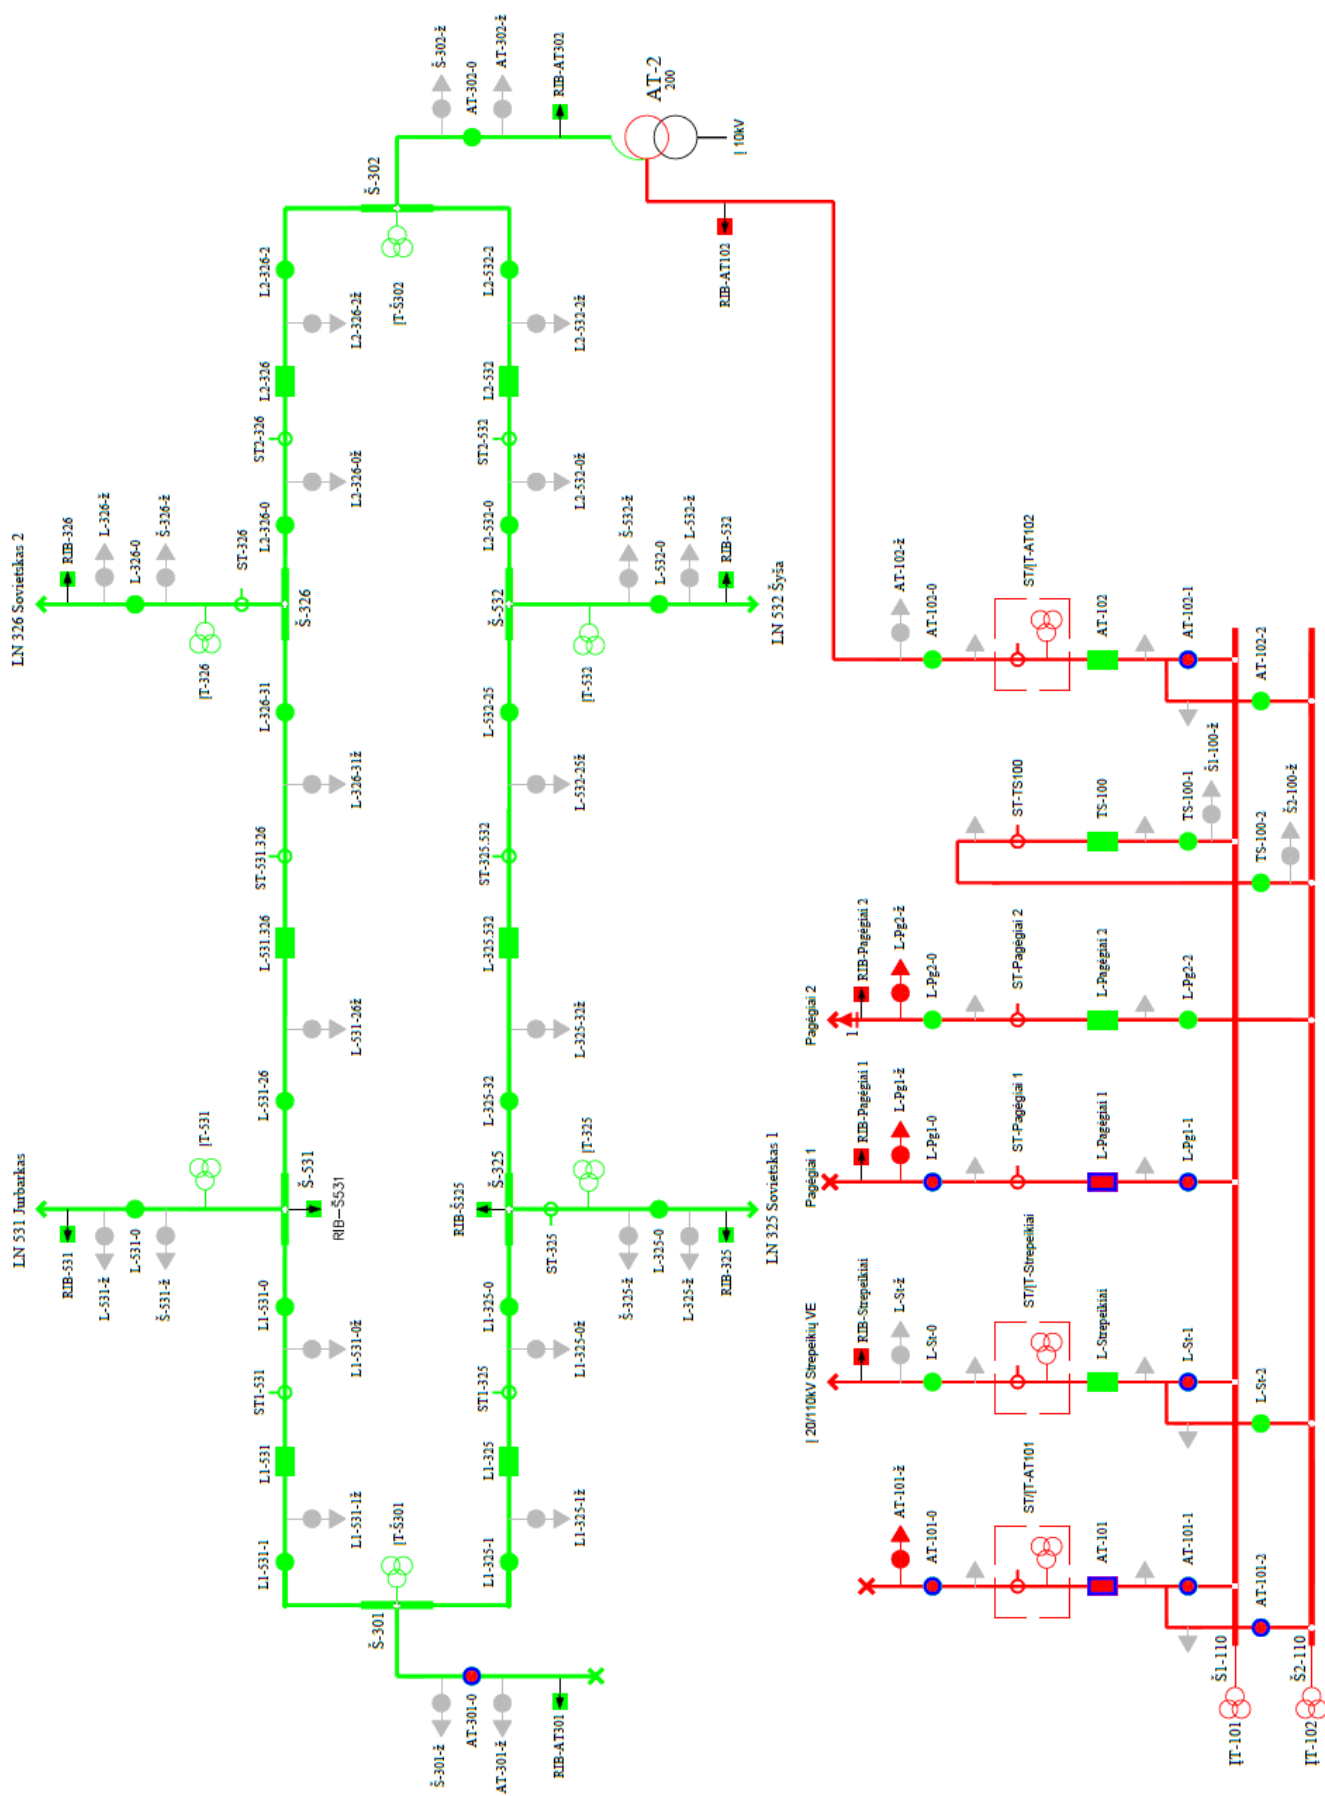 Š-302-ž
AT-302-0
AT-302-ž
RIB-AT302
AT-2
200
| 10kV
Š-302
ĮT-Š302
RIB-AT102
L2-326-2
L2-326-2ž
L2-326
ST2-326
L2-326-0ž
L2-326-0
L2-532-2
L2-532-2ž
L2-532
ST2-532
L2-532-0ž
L2-532-0
LN 326 Sovietskas 2
RIB-326
L-326-ž
L-326-0
Š-326-ž
ST-326
ĮT-326
Š-326
Š-532
ĮT-532
Š-532-ž
L-532-0
L-532-ž
RIB-532
LN 532 Šyša
L-326-31
L-326-31ž
ST-531.326
L-531.326
L-531-26ž
L-531-26
L-532-25
L-532-25ž
ST-325.532
L-325.532
L-325-32ž
L-325-32
LN 531 Jurbarkas
RIB-531
L-531-ž
L-531-0
Š-531-ž
ĮT-531
Š-531
RIB-Š531
RIB-Š325
Š-325
ST-325
ĮT-325
Š-325-ž
L-325-0
L-325-ž
RIB-325
LN 325 Sovietskas 1
L1-531-0
L1-531-0ž
ST1-531
L1-531
L1-531-1ž
L1-531-1
L1-325-0
L1-325-0ž
ST1-325
L1-325
L1-325-1ž
L1-325-1
ĮT-Š301
Š-301
Š-301-ž
AT-301-0
AT-301-ž
RIB-AT301
AT-102-ž
AT-102-0
ST/ĮT-AT102
AT-102
AT-102-1
AT-102-2
ST-TS100
TS-100
TS-100-1
Š1-100-ž
TS-100-2
Š2-100-ž
Pagėgiai 2
1
RIB-Pagėgiai 2
L-Pg2-ž
L-Pg2-0
ST-Pagėgiai 2
L-Pagėgiai 2
L-Pg2-2
Pagėgiai 1
RIB-Pagėgiai 1
L-Pg1-ž
L-Pg1-0
ST-Pagėgiai 1
L-Pagėgiai 1
L-Pg1-1
Į 20/110kV Strepeikių VE
RIB-Strepeikiai
L-St-ž
L-St-0
ST/ĮT-Strepeikiai
L-Strepeikiai
L-St-1
L-St-2
AT-101-ž
AT-101-0
ST/ĮT-AT101
AT-101
AT-101-1
AT-101-2
Š1-110
Š2-110
ĮT-101
ĮT-102